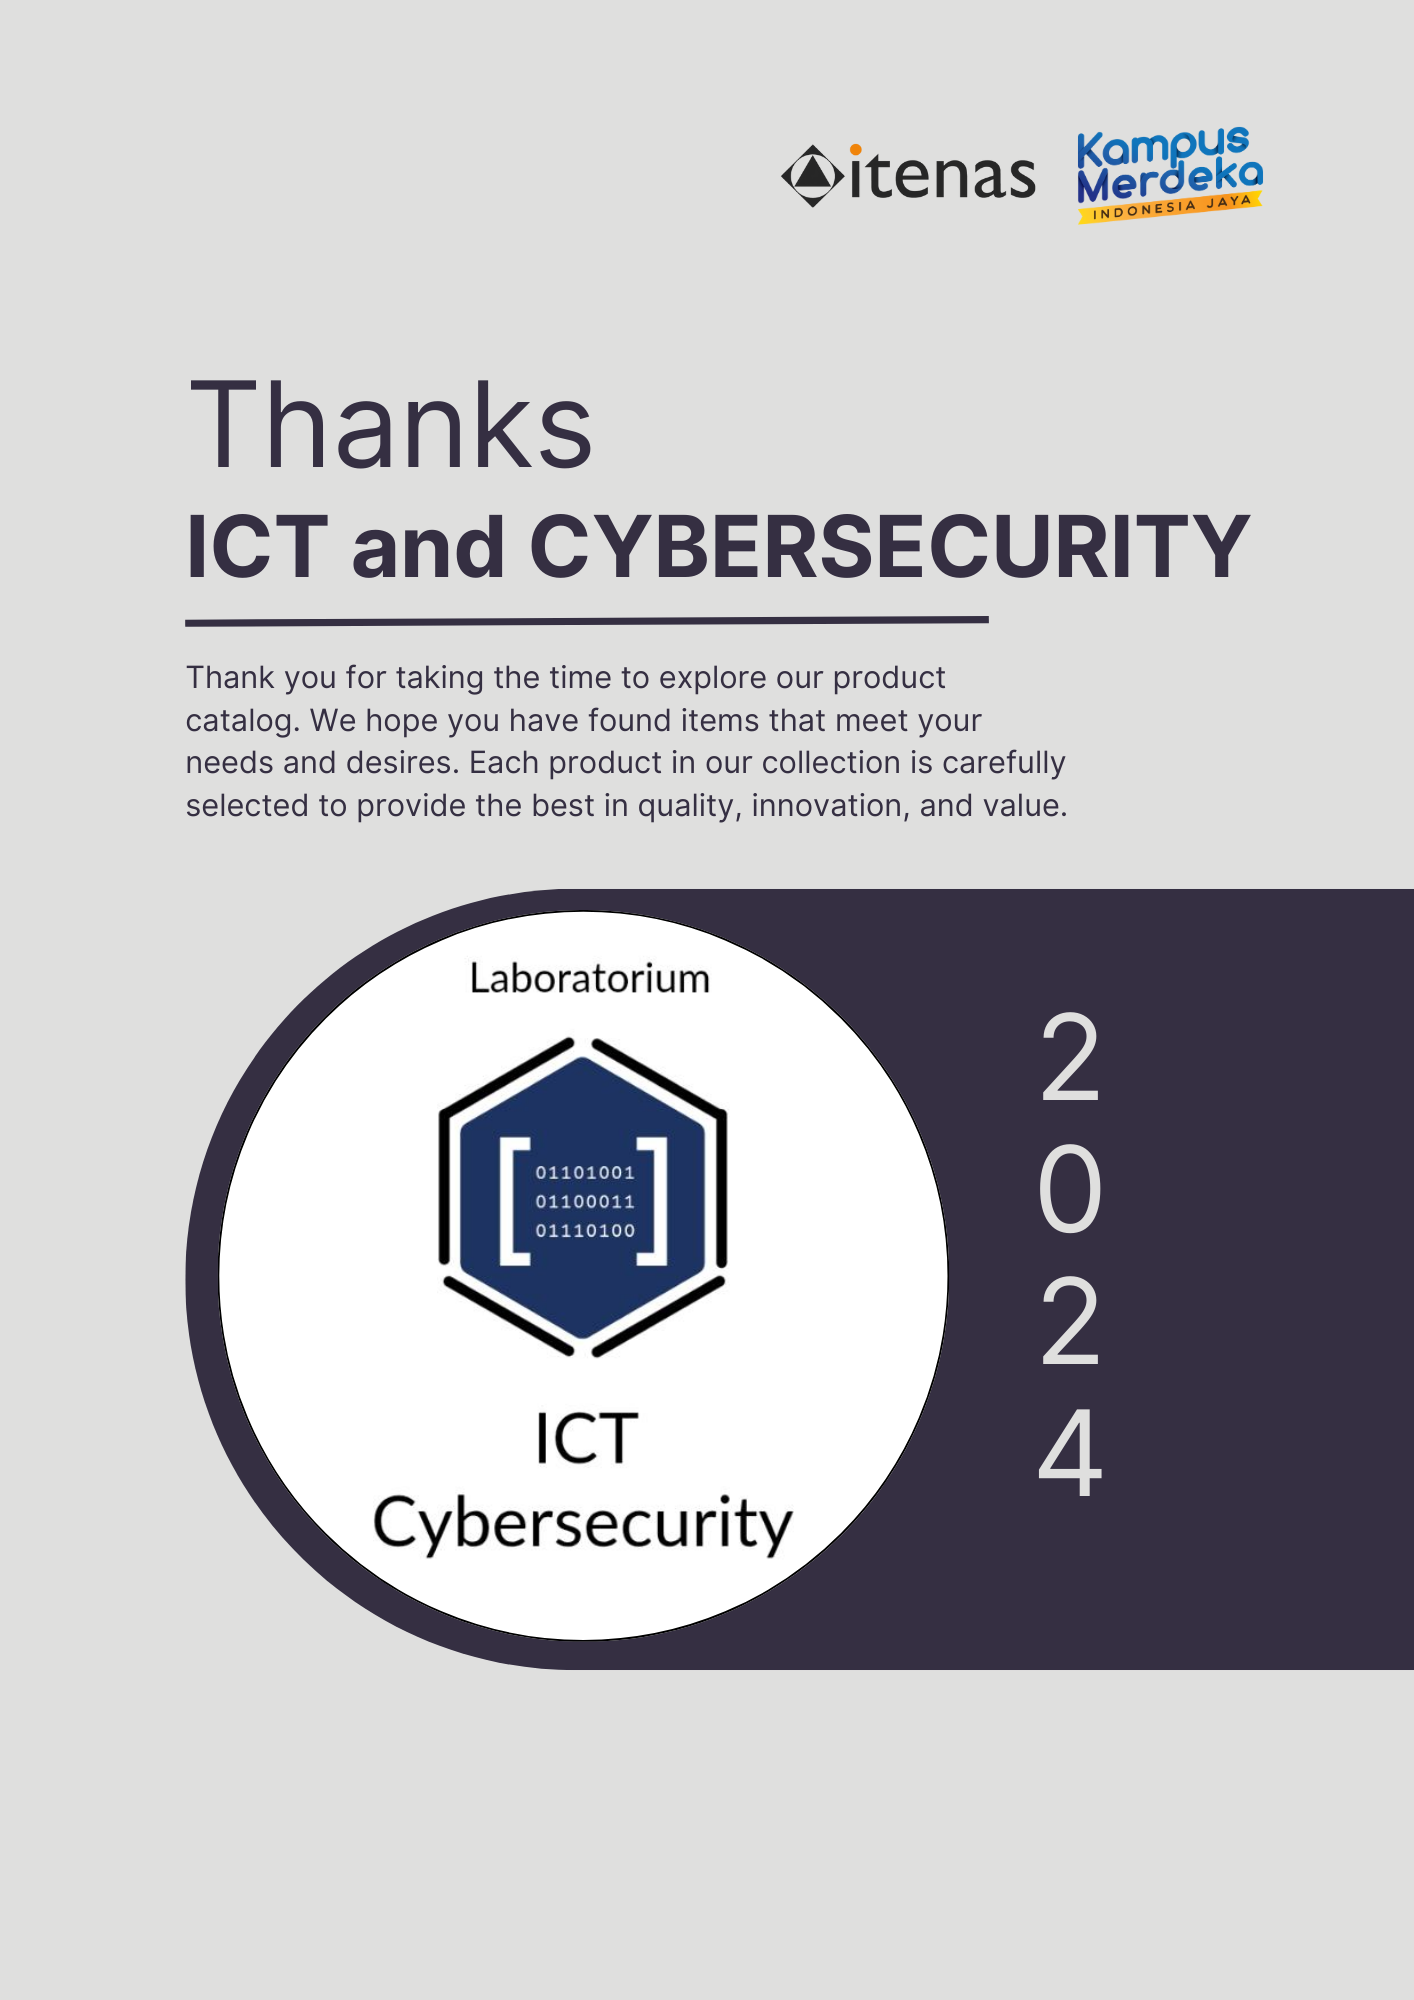 itenas
Kampus
Merdeka
INDONESIA JAYA
Thanks
ICT and CYBERSECURITY
Thank you for taking the time to explore our product
catalog. We hope you have found items that meet your
needs and desires. Each product in our collection is carefully
selected to provide the best in quality, innovation, and value.
Laboratorium
01101001
01100011
01110100
ICT
Cybersecurity
2
0
2
4